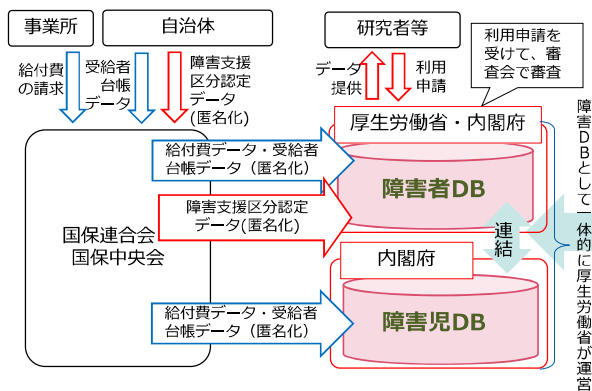 事業所
自治体
研究者等
利用申請を
受けて、審
査会で審査
給付費
の請求
受給者
台帳
データ
障害支援
区分認定
データ
(匿名化)
データ
提供
利用
申請
厚生労働省・内閣府
給付費データ・受給者
台帳データ（匿名化）
障害者DB
障害支援区分認定
データ(匿名化)
国保連合会
国保中央会
連結
内閣府
給付費データ・受給者
台帳データ（匿名化）
障害児DB
障害DBとして一体的に厚生労働省が運営